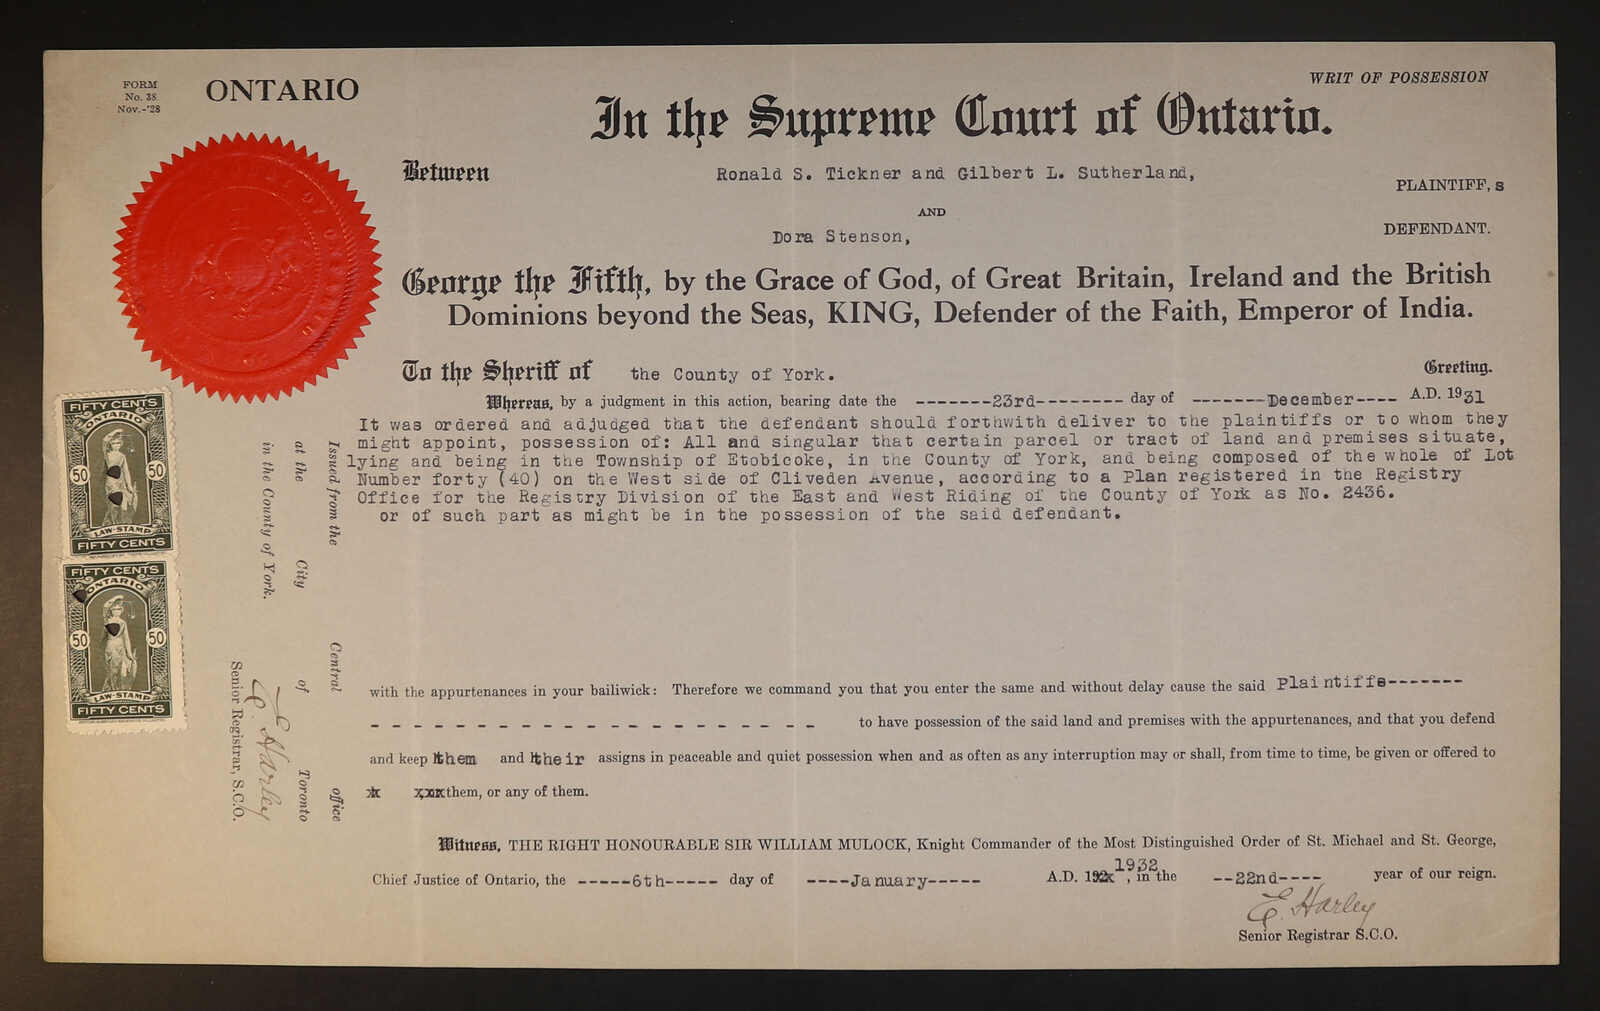 FORM
No. 38
Nov.-'28
ONTARIO
WRIT OF POSSESSION
In the Supreme Court of Ontario.
Between
Ronald S. Tickner and Gilbert L. Sutherland,
PLAINTIFF, s
AND
Dora Stenson,
DEFENDANT.
George the Fifth, by the Grace of God, of Great Britain, Ireland and the British
Dominions beyond the Seas, KING, Defender of the Faith, Emperor of India.
To the Sheriff of the County of York. Greeting.
Whereas, by a judgment in this action, bearing date the -------23rd-------- day of -------December---- A.D. 1931
It was ordered and adjudged that the defendant should forthwith deliver to the plaintiffs or to whom they
might appoint, possession of: All and singular that certain parcel or tract of land and premises situate,
lying and being in the Township of Etobicoke, in the County of York, and being composed of the whole of Lot
Number forty (40) on the West side of Cliveden Avenue, according to a Plan registered in the Registry
Office for the Registry Division of the East and West Riding of the County of York as No. 2436.
or of such part as might be in the possession of the said defendant.
with the appurtenances in your bailiwick: Therefore we command you that you enter the same and without delay cause the said Plaintiffs-------
- - - - - - - - - - - - - - - - - - - - - to have possession of the said land and premises with the appurtenances, and that you defend
and keep them and their assigns in peaceable and quiet possession when and as often as any interruption may or shall, from time to time, be given or offered to
them, or any of them.
Witness, THE RIGHT HONOURABLE SIR WILLIAM MULOCK, Knight Commander of the Most Distinguished Order of St. Michael and St. George,
Chief Justice of Ontario, the -----6th----- day of ----January----- A.D. 192x 1932, in the --22nd---- year of our reign.
E. Harley
Senior Registrar S.C.O.
Issued from the Central office
at the City of Toronto
in the County of York.
E. Harley
Senior Registrar, S.C.O.
FIFTY CENTS
ONTARIO
50 50
LAW-STAMP
FIFTY CENTS
FIFTY CENTS
ONTARIO
50 50
LAW-STAMP
FIFTY CENTS